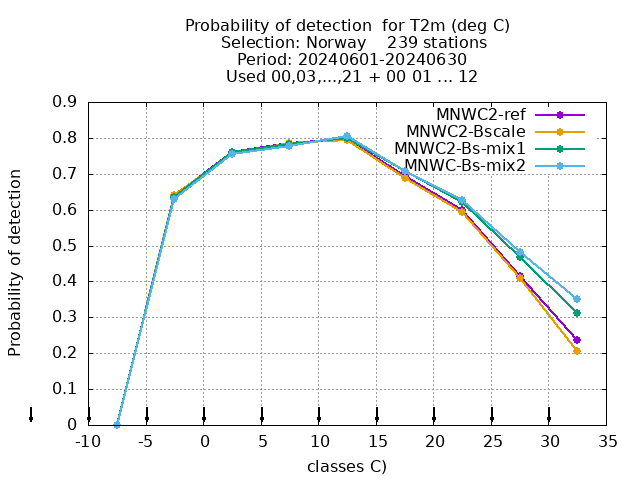 Probability of detection  for T2m (deg C)
Selection: Norway    239 stations
Period: 20240601-20240630
Used 00,03,...,21 + 00 01 ... 12
MNWC2-ref
MNWC2-Bscale
MNWC2-Bs-mix1
MNWC-Bs-mix2
Probability of detection
0.9
0.8
0.7
0.6
0.5
0.4
0.3
0.2
0.1
0
-10 -5 0 5 10 15 20 25 30 35
classes C)